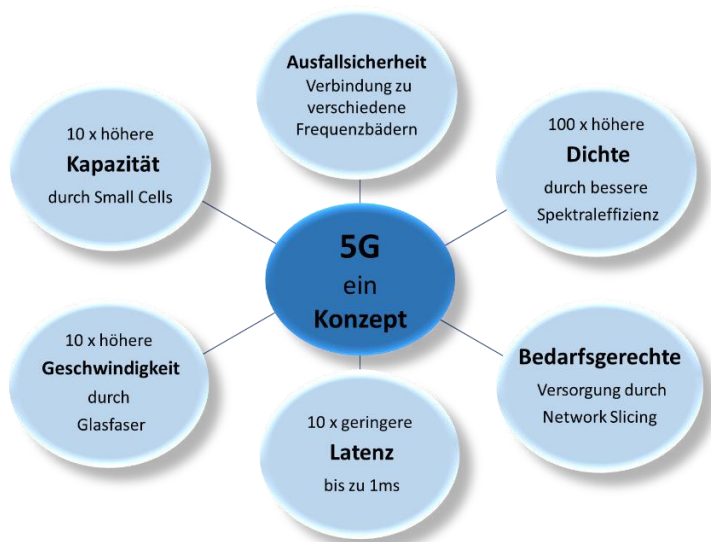 Ausfallsicherheit
Verbindung zu
verschiedene
Frequenzbädern
10 x höhere
Kapazität
durch Small Cells
100 x höhere
Dichte
durch bessere
Spektraleffizienz
5G
ein
Konzept
10 x höhere
Geschwindigkeit
durch
Glasfaser
Bedarfsgerechte
Versorgung durch
Network Slicing
10 x geringere
Latenz
bis zu 1ms